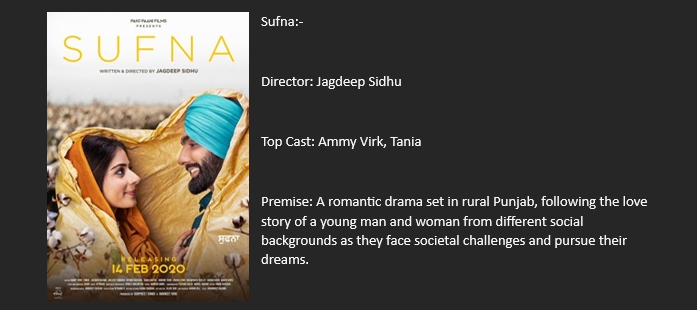 PANJ PAANI FILMS
PRESENTS
SUFNA
WRITTEN & DIRECTED BY JAGDEEP SIDHU
ਸੁਫਨਾ
RELEASING
14 FEB 2020
Sufna:-
Director: Jagdeep Sidhu
Top Cast: Ammy Virk, Tania
Premise: A romantic drama set in rural Punjab, following the love
story of a young man and woman from different social
backgrounds as they face societal challenges and pursue their
dreams.